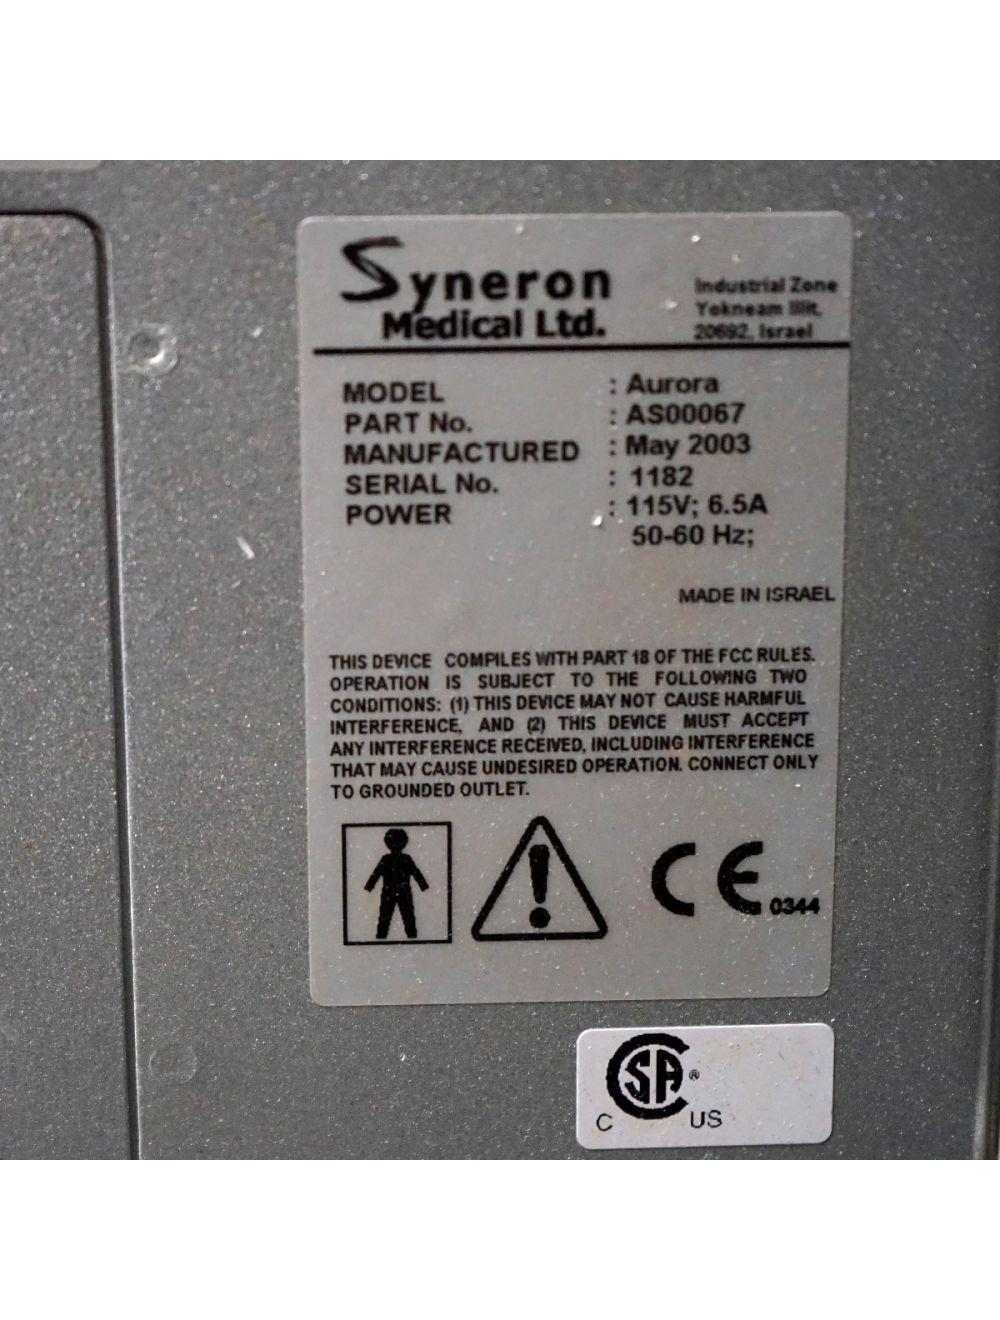 Syneron
Medical Ltd.
Industrial Zone
Yokneam Illit,
20692, Israel
MODEL : Aurora
PART No. : AS00067
MANUFACTURED : May 2003
SERIAL No. : 1182
POWER : 115V; 6.5A
50-60 Hz;
MADE IN ISRAEL
THIS DEVICE COMPILES WITH PART 18 OF THE FCC RULES.
OPERATION IS SUBJECT TO THE FOLLOWING TWO
CONDITIONS: (1) THIS DEVICE MAY NOT CAUSE HARMFUL
INTERFERENCE, AND (2) THIS DEVICE MUST ACCEPT
ANY INTERFERENCE RECEIVED, INCLUDING INTERFERENCE
THAT MAY CAUSE UNDESIRED OPERATION. CONNECT ONLY
TO GROUNDED OUTLET.
CE 0344
CSA ®
C US